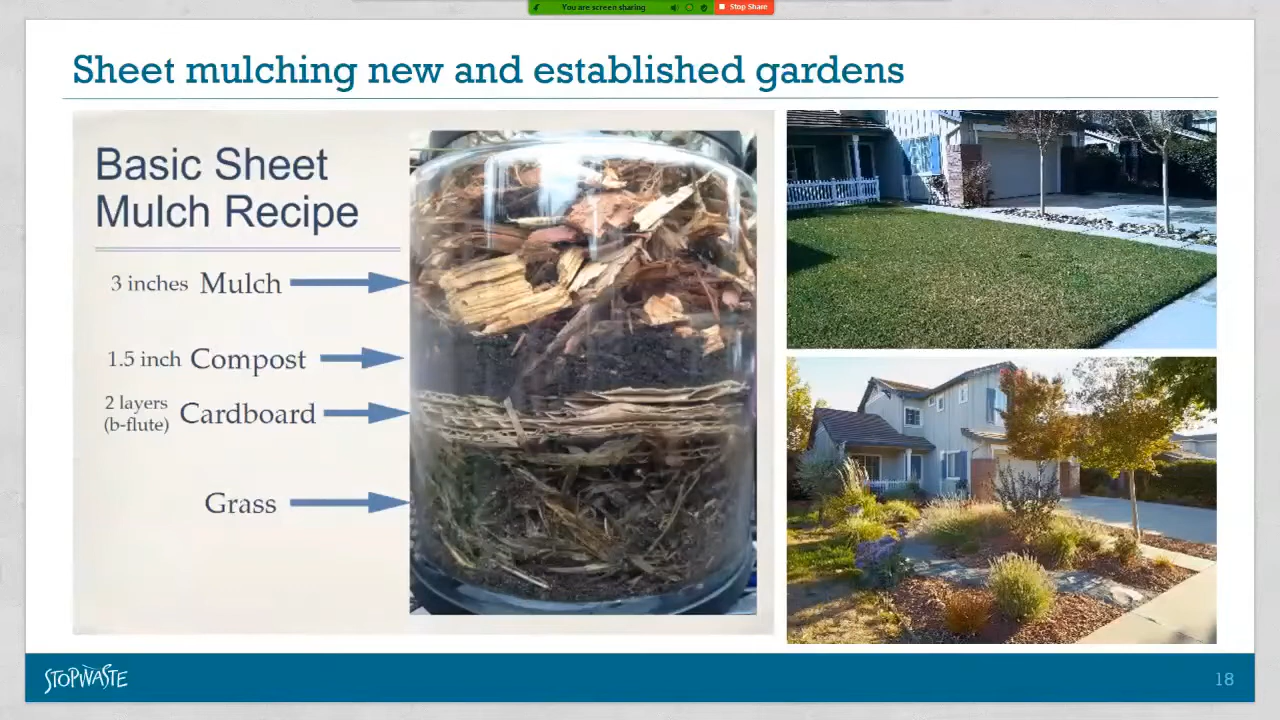 You are screen sharing
Stop Share
Sheet mulching new and established gardens
Basic Sheet
Mulch Recipe
3 inches Mulch
1.5 inch Compost
2 layers
(b-flute) Cardboard
Grass
STOPWASTE
18